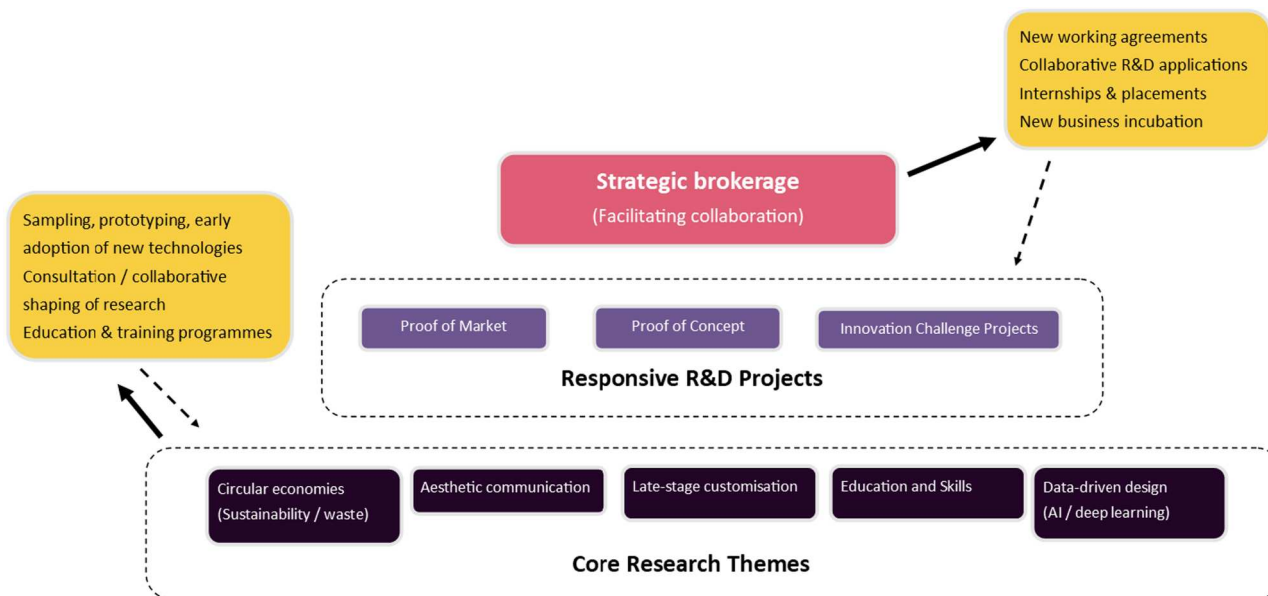 New working agreements
Collaborative R&D applications
Internships & placements
New business incubation
Strategic brokerage
(Facilitating collaboration)
Sampling, prototyping, early
adoption of new technologies
Consultation / collaborative
shaping of research
Education & training programmes
Proof of Market
Proof of Concept
Innovation Challenge Projects
Responsive R&D Projects
Circular economies
(Sustainability / waste)
Aesthetic communication
Late-stage customisation
Education and Skills
Data-driven design
(AI / deep learning)
Core Research Themes